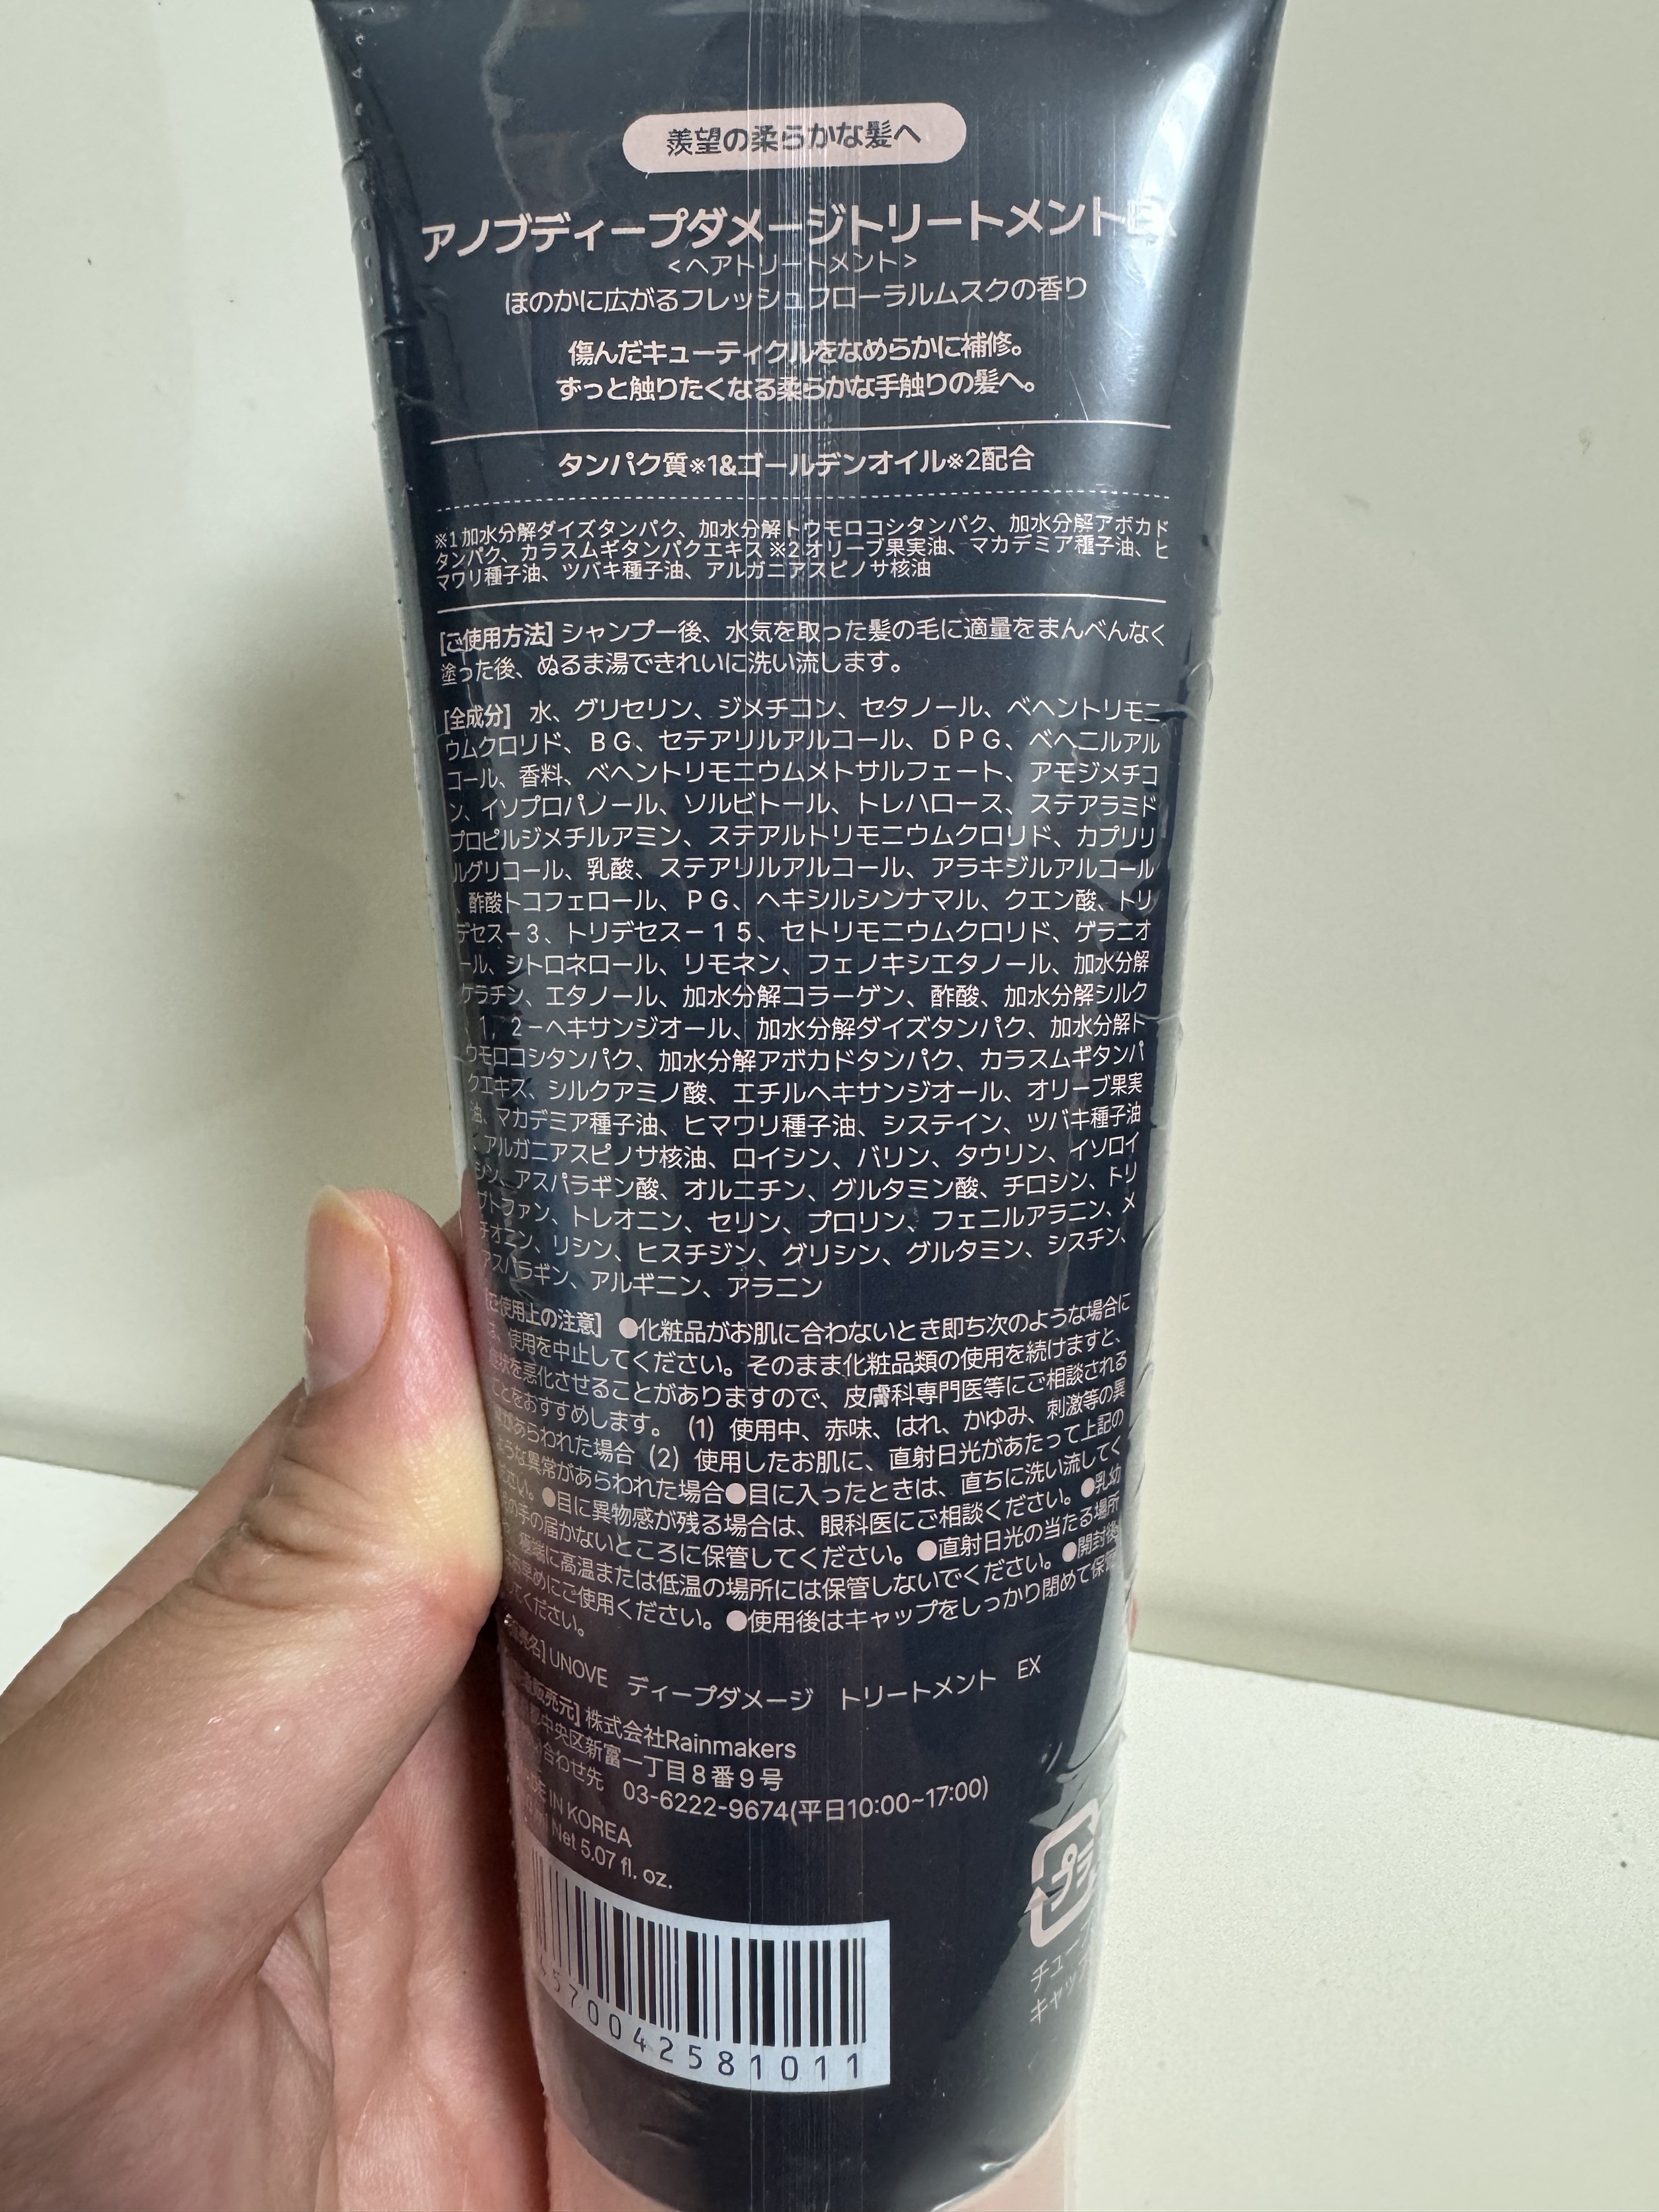 羨望の柔らかな髪へ
アノブディープダメージトリートメントEX
<ヘアトリートメント>
ほのかに広がるフレッシュフローラルムスクの香り
傷んだキューティクルをなめらかに補修。
ずっと触りたくなる柔らかな手触りの髪へ。
タンパク質※1&ゴールデンオイル※2配合
※1 加水分解ダイズタンパク、加水分解トウモロコシタンパク、加水分解アボカド
タンパク、カラスムギタンパクエキス ※2 オリーブ果実油、マカデミア種子油、ヒ
マワリ種子油、ツバキ種子油、アルガニアスピノサ核油
[ご使用方法] シャンプー後、水気を取った髪の毛に適量をまんべんなく
塗った後、ぬるま湯できれいに洗い流します。
[全成分] 水、グリセリン、ジメチコン、セタノール、ベヘントリモニ
ウムクロリド、BG、セテアリルアルコール、DPG、ベヘニルアル
コール、香料、ベヘントリモニウムメトサルフェート、アモジメチコ
ン、イソプロパノール、ソルビトール、トレハロース、ステアラミド
プロピルジメチルアミン、ステアルトリモニウムクロリド、カプリリ
ルグリコール、乳酸、ステアリルアルコール、アラキジルアルコール
、酢酸トコフェロール、PG、ヘキシルシンナマル、クエン酸、トリ
デセス－3、トリデセス－15、セトリモニウムクロリド、ゲラニオ
ール、シトロネロール、リモネン、フェノキシエタノール、加水分解
ケラチン、エタノール、加水分解コラーゲン、酢酸、加水分解シルク
、1，2－ヘキサンジオール、加水分解ダイズタンパク、加水分解ト
ウモロコシタンパク、加水分解アボカドタンパク、カラスムギタンパ
クエキス、シルクアミノ酸、エチルヘキサンジオール、オリーブ果実
油、マカデミア種子油、ヒマワリ種子油、システイン、ツバキ種子油
、アルガニアスピノサ核油、ロイシン、バリン、タウリン、イソロイ
シン、アスパラギン酸、オルニチン、グルタミン酸、チロシン、トリ
プトファン、トレオニン、セリン、プロリン、フェニルアラニン、メ
チオニン、リシン、ヒスチジン、グリシン、グルタミン、シスチン、
アスパラギン、アルギニン、アラニン
[ご使用上の注意] ●化粧品がお肌に合わないとき即ち次のような場合に
は、使用を中止してください。そのまま化粧品類の使用を続けますと、
症状を悪化させることがありますので、皮膚科専門医等にご相談される
ことをおすすめします。 (1) 使用中、赤味、はれ、かゆみ、刺激等の異
があらわれた場合 (2) 使用したお肌に、直射日光があたって上記の
ような異常があらわれた場合●目に入ったときは、直ちに洗い流してく
ださい。●目に異物感が残る場合は、眼科医にご相談ください。●乳幼
の手の届かないところに保管してください。●直射日光の当たる場所
極端に高温または低温の場所には保管しないでください。●開封後
早めにご使用ください。●使用後はキャップをしっかり閉めて保管
してください。
売名] UNOVE ディープダメージ トリートメント EX
販売元] 株式会社Rainmakers
中央区新富一丁目8番9号
合わせ先 03-6222-9674(平日10:00~17:00)
IN KOREA
Net 5.07 fl. oz.
570042581011
プラ
チュー
キャッ